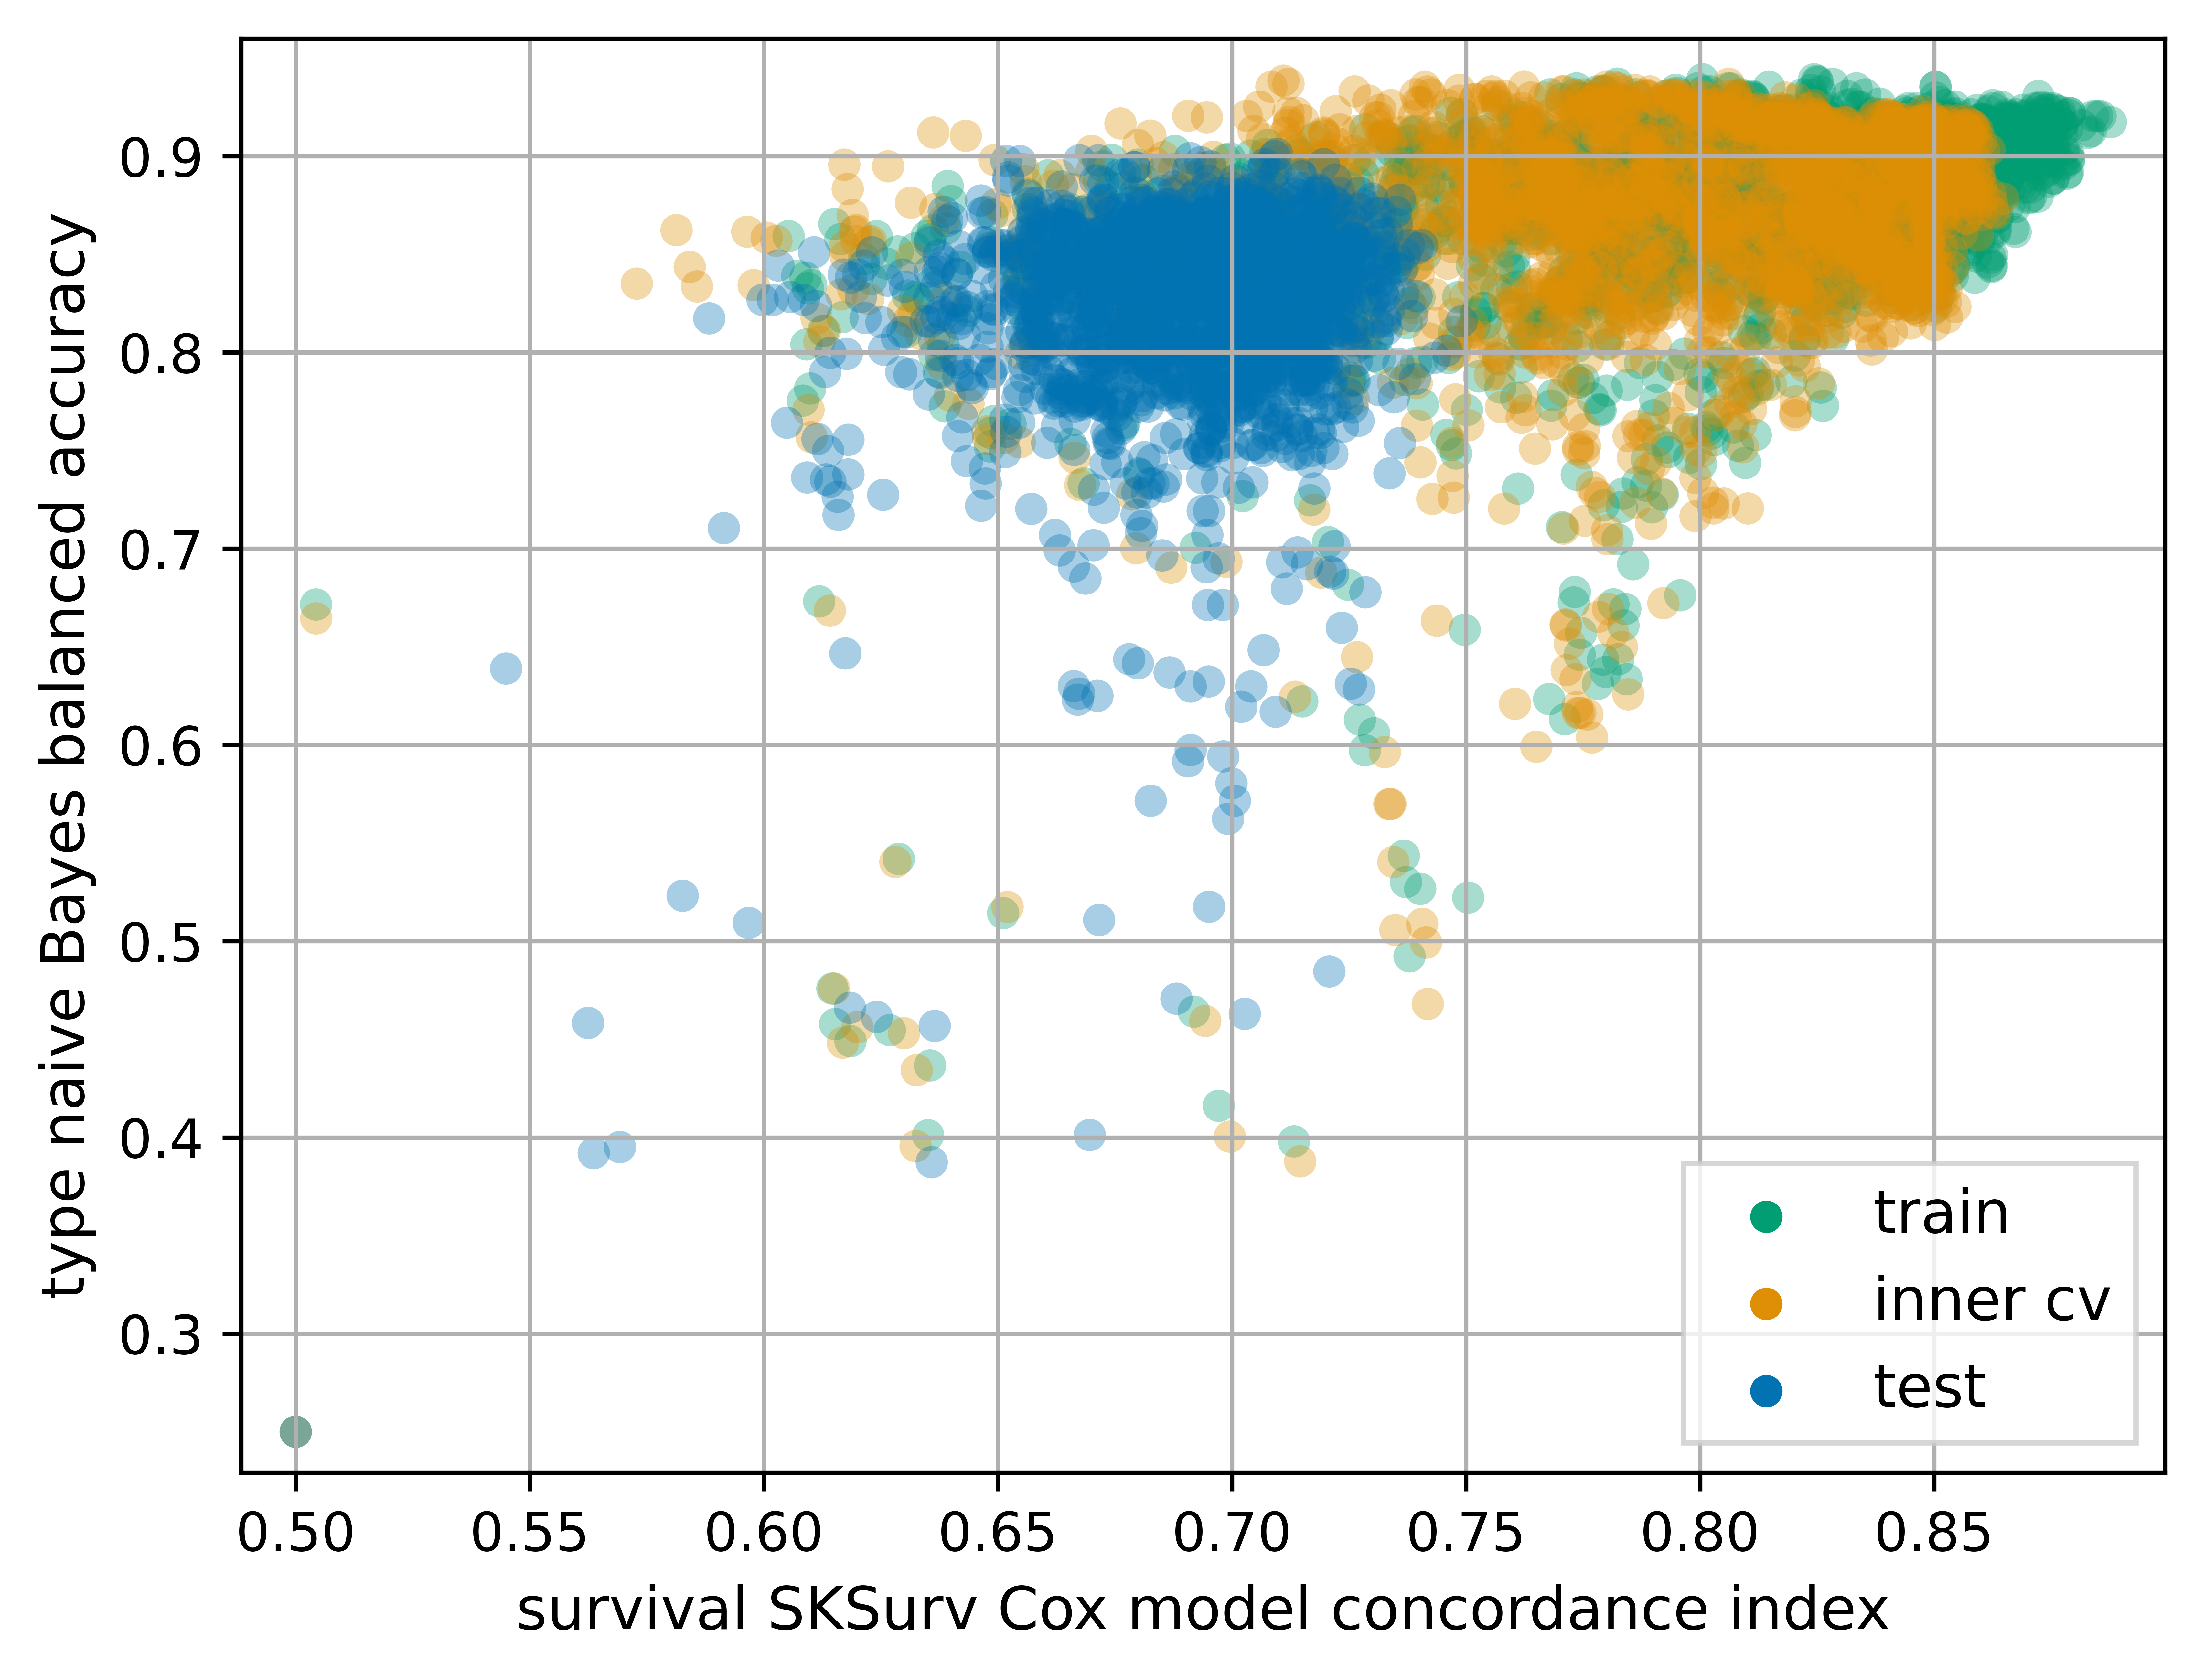 type naive Bayes balanced accuracy
0.9
0.8
0.7
0.6
0.5
0.4
0.3
train
inner cv
test
0.50 0.55 0.60 0.65 0.70 0.75 0.80 0.85
survival SKSurv Cox model concordance index